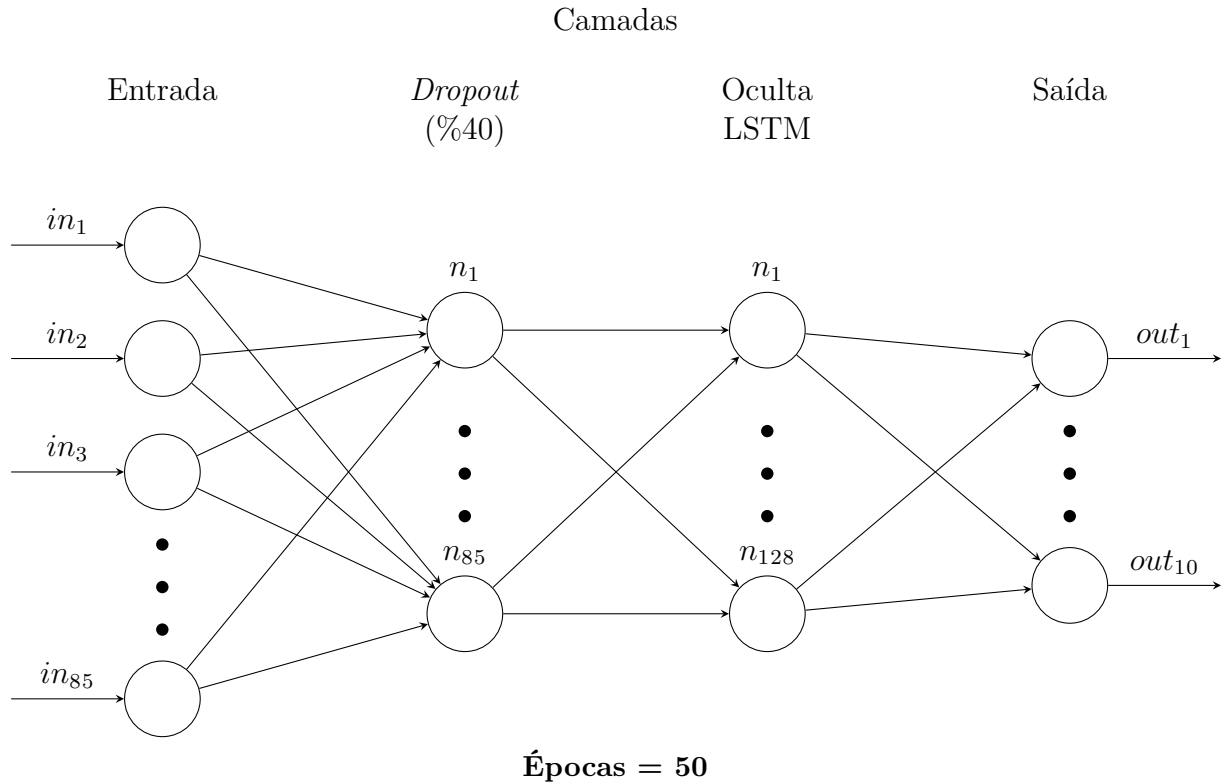 Camadas
Entrada
Dropout
(%40)
Oculta
LSTM
Saída
in₁
in₂
in₃
in₈₅
n₁
n₈₅
n₁
n₁₂₈
out₁
out₁₀
Épocas = 50